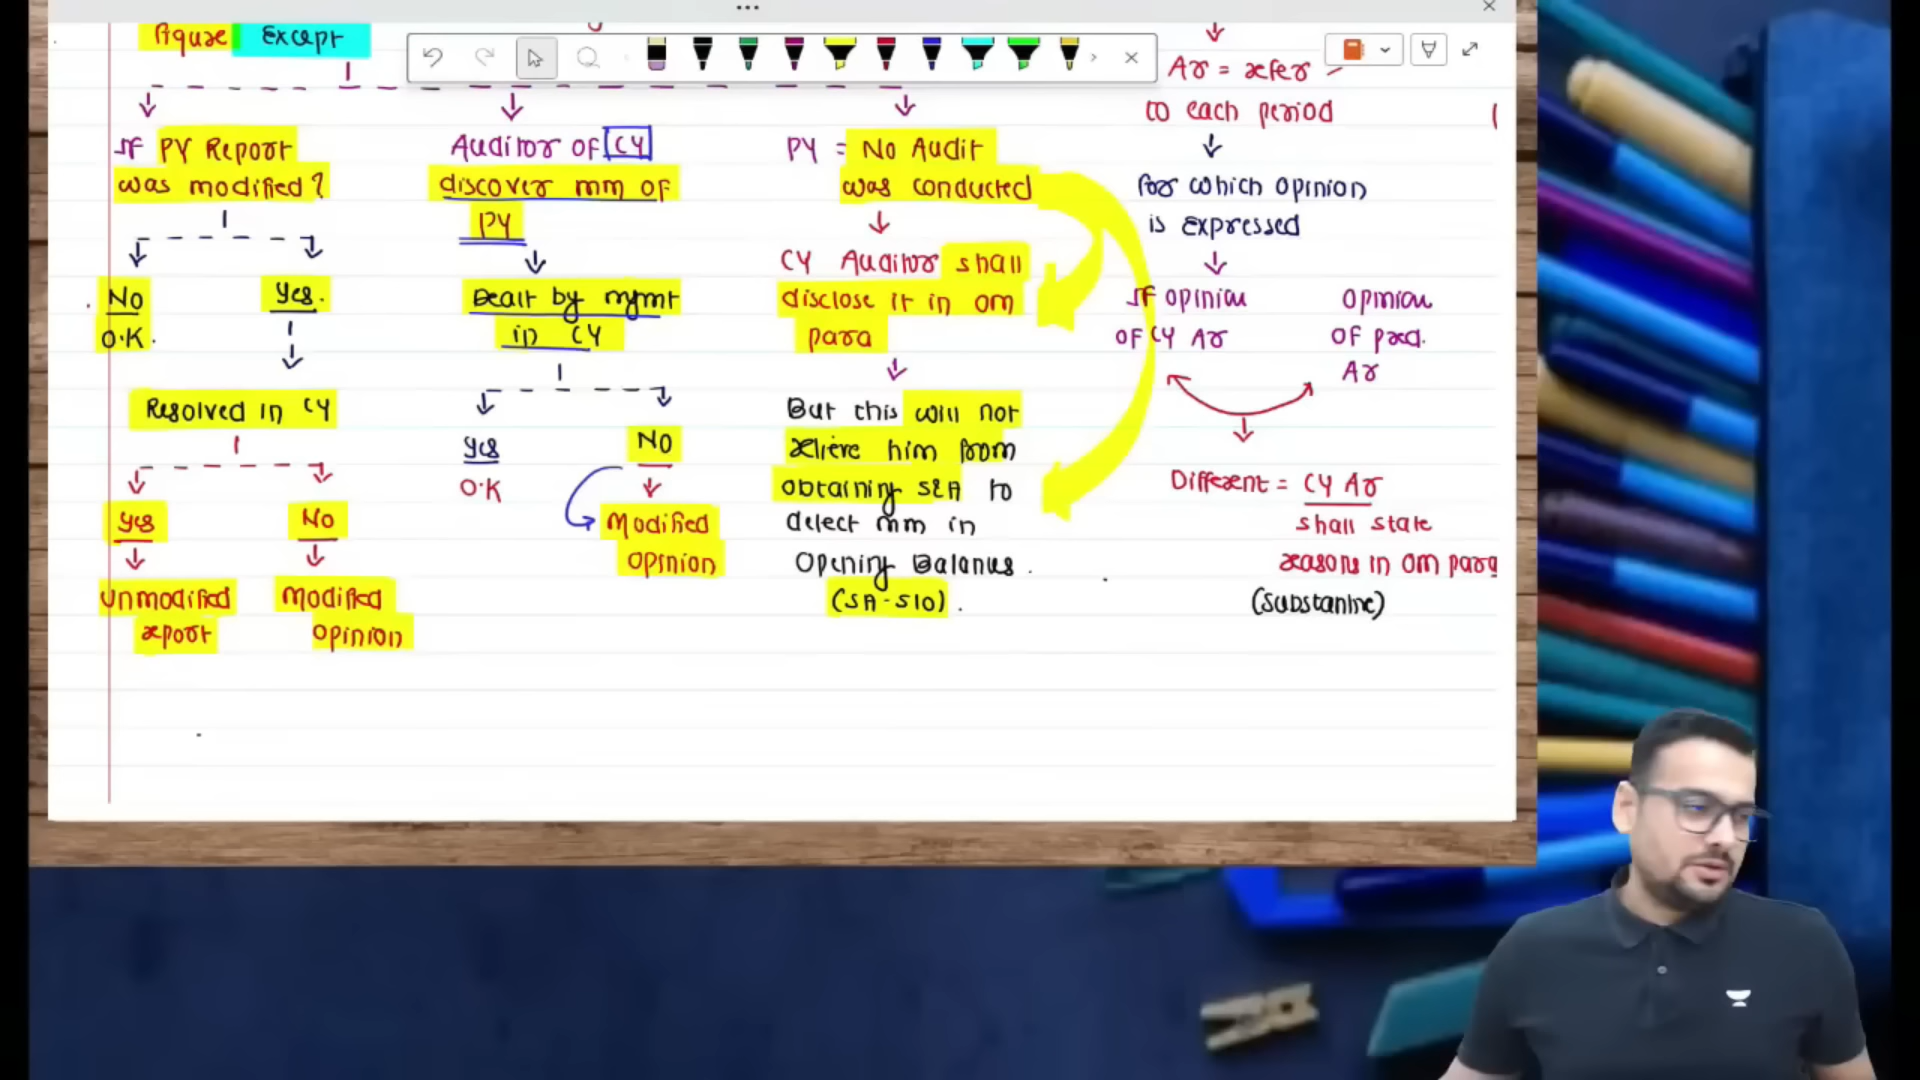 Figure Except
If PY Report
was modified?
No
O.K.
Yes.
Resolved in CY
Yes
Unmodified
report
No
Modified
opinion
Auditor of CY
discover mm of
PY
Dealt by mgmt
in CY
Yes
O.K
No
Modified
opinion
PY = No Audit
was conducted
CY Auditor shall
disclose it in om
para
But this will not
relieve him from
obtaining SAA to
detect mm in
Opening Balances.
(SA-510).
Ar = refer
to each period
for which opinion
is expressed
If opinion
of CY Ar
opinion
of pred.
Ar
Different = CY Ar
shall state
reasons in om para
(substantive)